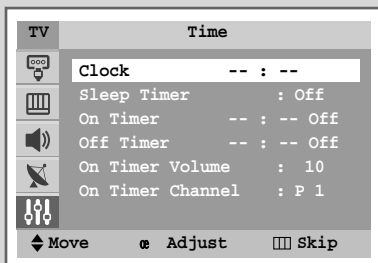 TV Time
Clock -- : --
Sleep Timer : Off
On Timer -- : -- Off
Off Timer -- : -- Off
On Timer Volume : 10
On Timer Channel : P 1
Move œ Adjust Skip